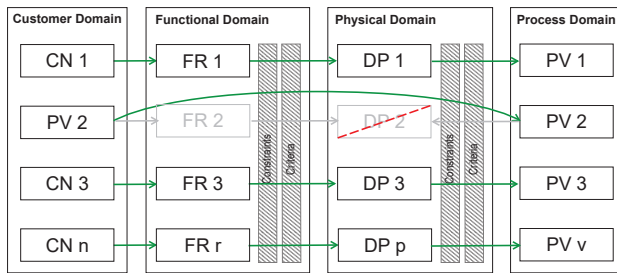 Customer Domain Functional Domain Physical Domain Process Domain
CN 1 FR 1 DP 1 PV 1
PV 2 FR 2 DP 2 PV 2
CN 3 FR 3 DP 3 PV 3
CN n FR r DP p PV v
Constraints
Criteria
Constraints
Criteria